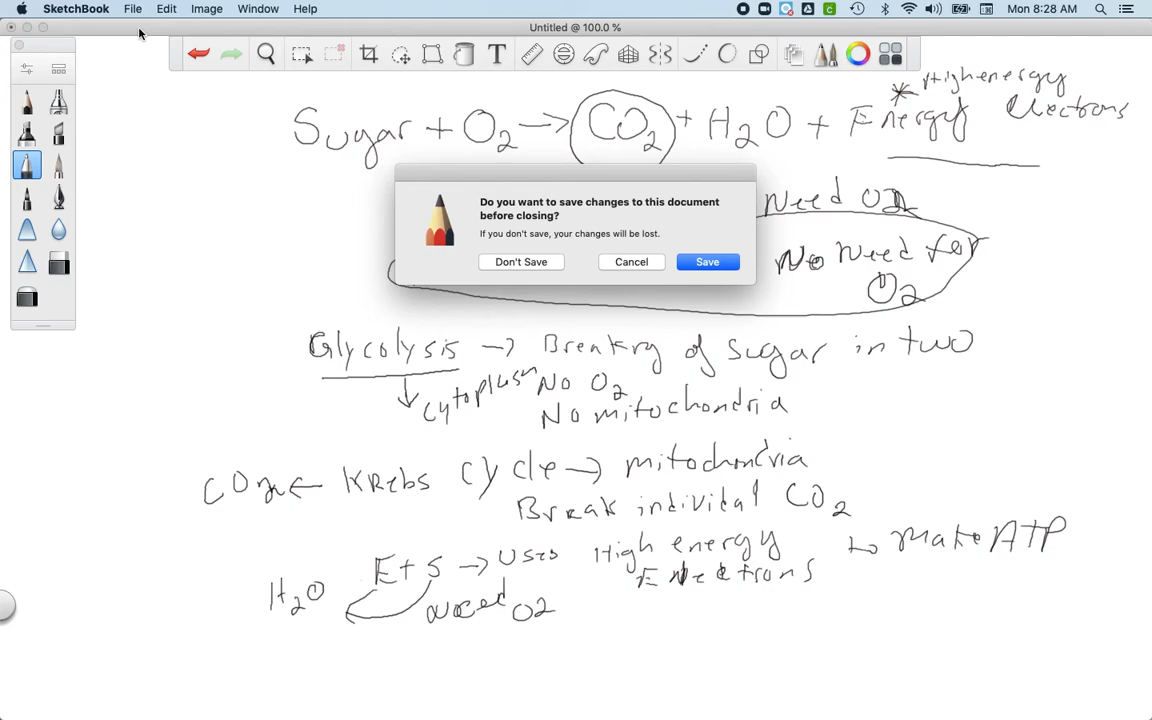 SketchBook File Edit Image Window Help Mon May 4 8:28 AM
Untitled @ 100.0 %
*High energy
Sugar + O2 → CO2 + H2O + Energy electrons
Do you want to save changes to this document
before closing?
If you don't save, your changes will be lost.
Don't Save Cancel Save
Need O2
No Need for
O2
Glycolysis → Breaking of sugar in two
↓ cytoplasm No O2
No mitochondria
CO2 ← KRebs cycle → mitochondria
Break individal CO2
EtS → Uses High energy to Make ATP
Electrons
H2O need O2